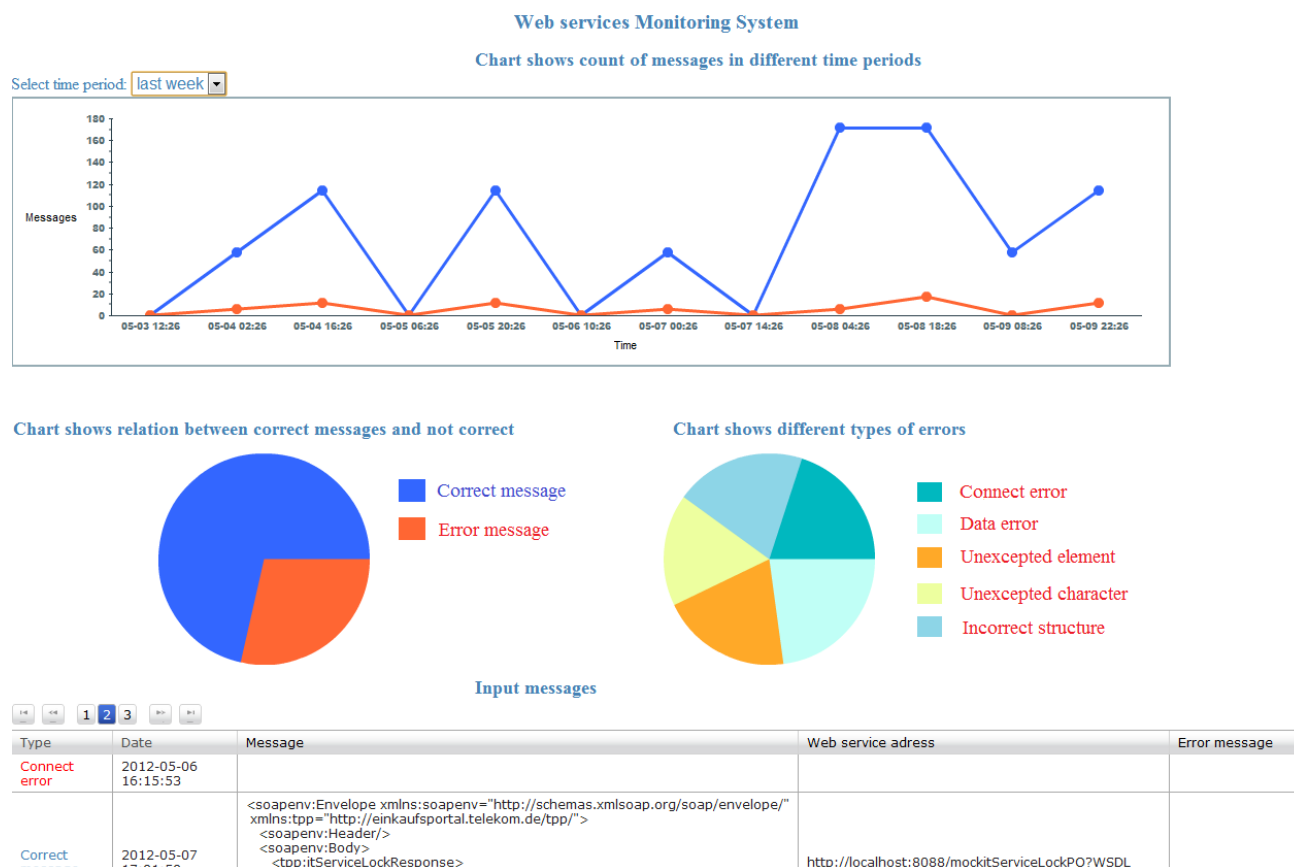 Web services Monitoring System
Chart shows count of messages in different time periods
Select time period: last week
180
160
140
120
100
80
60
40
20
0
Messages
05-03 12:26 05-04 02:26 05-04 16:26 05-05 06:26 05-05 20:26 05-06 10:26 05-07 00:26 05-07 14:26 05-08 04:26 05-08 18:26 05-09 08:26 05-09 22:26
Time
Chart shows relation between correct messages and not correct
Correct message
Error message
Chart shows different types of errors
Connect error
Data error
Unexcepted element
Unexcepted character
Incorrect structure
Input messages
1 2 3
Type Date Message Web service adress Error message
Connect error
2012-05-06
16:15:53
Correct
2012-05-07
<soapenv:Envelope xmlns:soapenv="http://schemas.xmlsoap.org/soap/envelope/"
xmlns:tpp="http://einkaufsportal.telekom.de/tpp/">
<soapenv:Header/>
<soapenv:Body>
<tpp:itServiceLockResponse>
http://localhost:8088/mockitServiceLockPO?WSDL